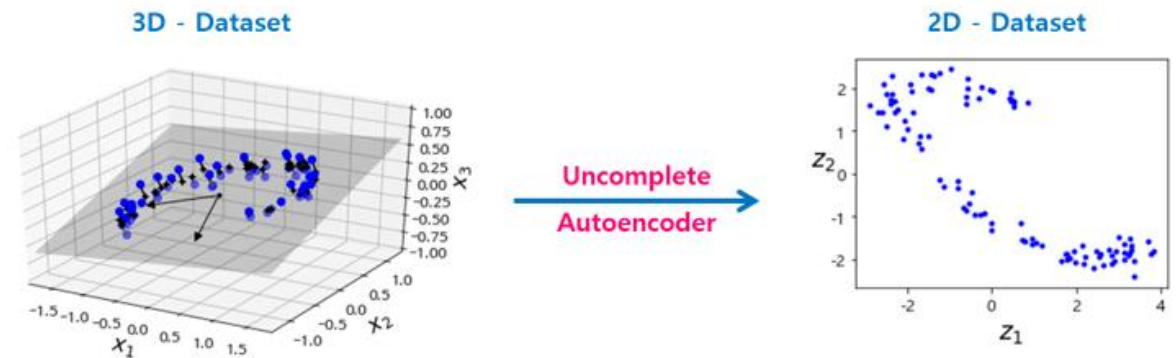 3D - Dataset
2D - Dataset
1.00
0.75
0.50
0.25
0.00
-0.25
-0.50
-0.75
-1.00
x3
1.0
0.5
0.0
-0.5
-1.0
x2
-1.5 -1.0 -0.5 0.0 0.5 1.0 1.5
x1
Uncomplete
Autoencoder
2
1
0
-1
-2
z2
-2 0 2 4
z1